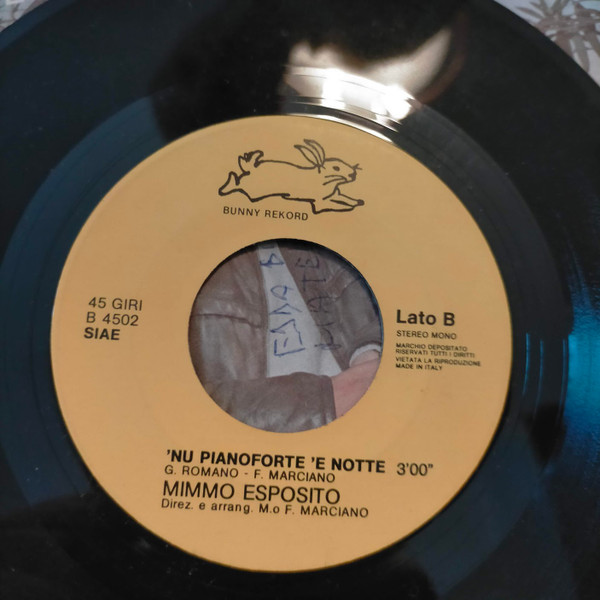 BUNNY REKORD
45 GIRI
B 4502
SIAE
Lato B
STEREO MONO
MARCHIO DEPOSITATO
RISERVATI TUTTI I DIRITTI
VIETATA LA RIPRODUZIONE
MADE IN ITALY
'NU PIANOFORTE 'E NOTTE 3'00"
G. ROMANO - F. MARCIANO
MIMMO ESPOSITO
Direz. e arrang. M.o F. MARCIANO